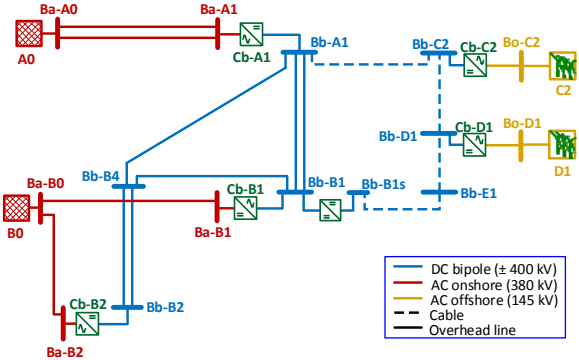 Ba-A0
Ba-A1
A0
Cb-A1
Bb-A1
Bb-C2
Cb-C2
Bo-C2
C2
Bb-D1
Cb-D1
Bo-D1
D1
Bb-B4
Ba-B0
B0
Cb-B1
Bb-B1
Bb-B1s
Bb-E1
Ba-B1
Cb-B2
Bb-B2
Ba-B2
DC bipole (± 400 kV)
AC onshore (380 kV)
AC offshore (145 kV)
Cable
Overhead line